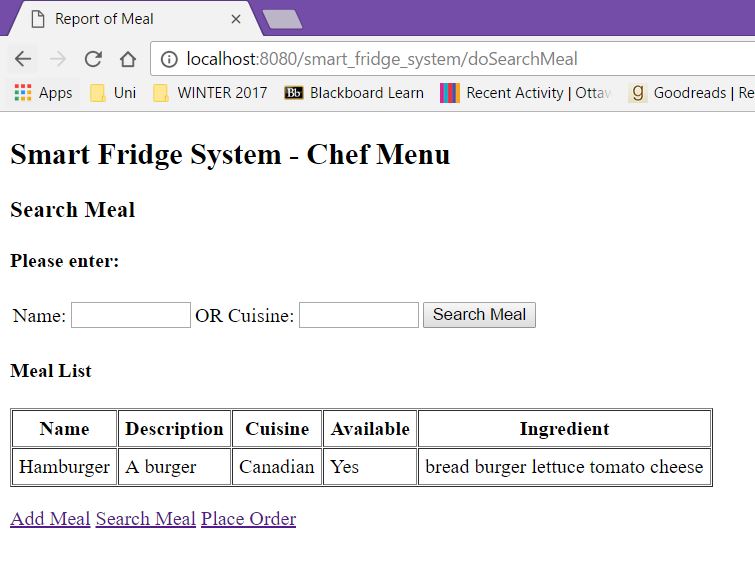 Report of Meal
localhost:8080/smart_fridge_system/doSearchMeal
Apps Uni WINTER 2017 Bb Blackboard Learn Recent Activity | Otta g Goodreads | Re
Smart Fridge System - Chef Menu
Search Meal
Please enter:
Name: OR Cuisine: Search Meal
Meal List
Name Description Cuisine Available Ingredient
Hamburger A burger Canadian Yes bread burger lettuce tomato cheese
Add Meal Search Meal Place Order